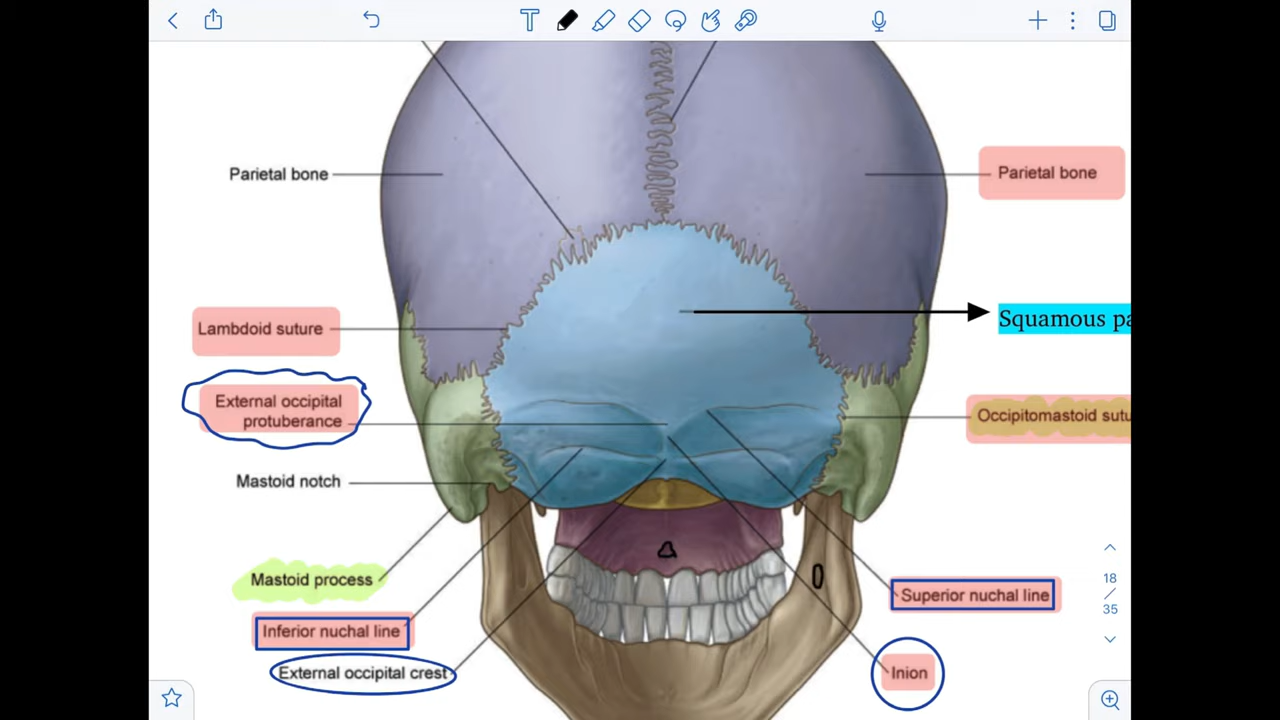 Parietal bone
Parietal bone
Squamous pa
Lambdoid suture
External occipital
protuberance
Occipitomastoid sutu
Mastoid notch
Mastoid process
Superior nuchal line
Inferior nuchal line
External occipital crest
Inion
18
/
35